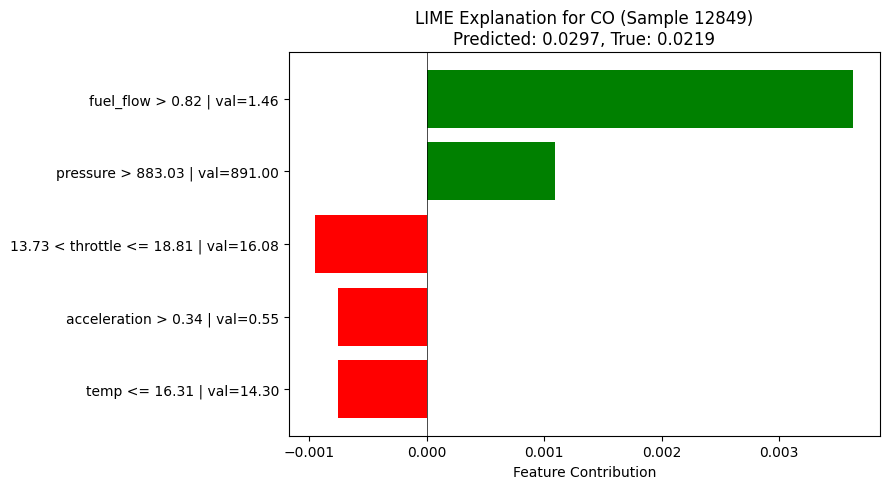 LIME Explanation for CO (Sample 12849)
Predicted: 0.0297, True: 0.0219
fuel_flow > 0.82 | val=1.46
pressure > 883.03 | val=891.00
13.73 < throttle <= 18.81 | val=16.08
acceleration > 0.34 | val=0.55
temp <= 16.31 | val=14.30
−0.001 0.000 0.001 0.002 0.003
Feature Contribution